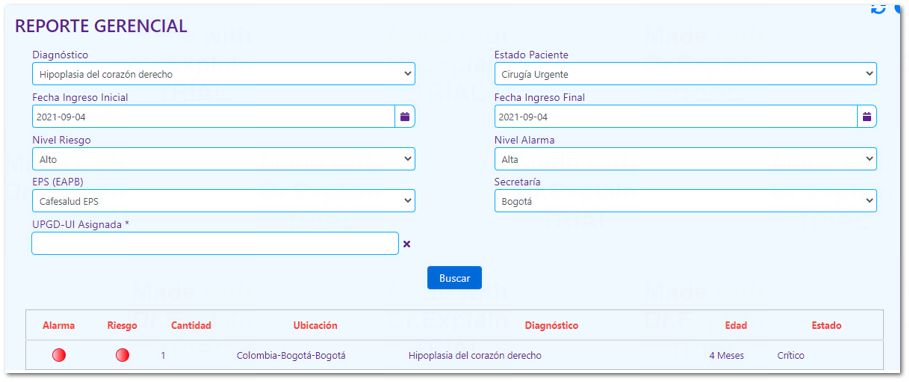 REPORTE GERENCIAL
Diagnóstico Estado Paciente
Hipoplasia del corazón derecho Cirugía Urgente
Fecha Ingreso Inicial Fecha Ingreso Final
2021-09-04 2021-09-04
Nivel Riesgo Nivel Alarma
Alto Alta
EPS (EAPB) Secretaría
Cafesalud EPS Bogotá
UPGD-UI Asignada *
Buscar
Alarma Riesgo Cantidad Ubicación Diagnóstico Edad Estado
1 Colombia-Bogotá-Bogotá Hipoplasia del corazón derecho 4 Meses Crítico